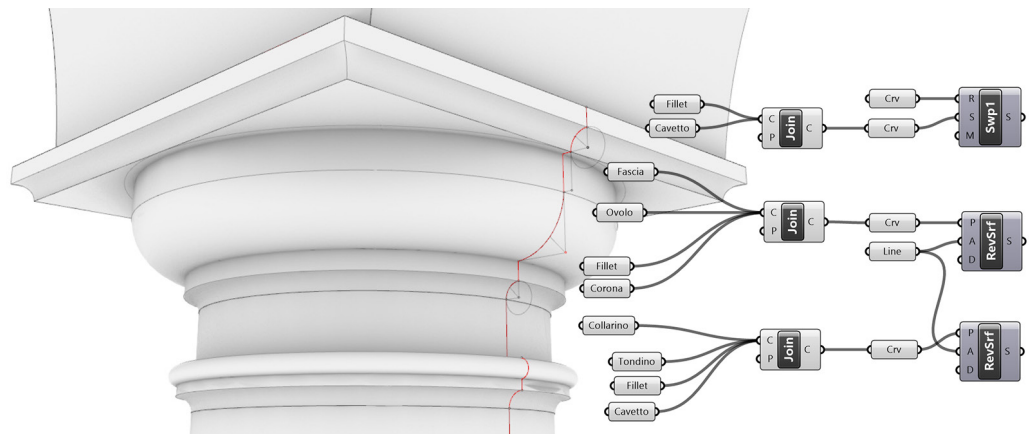 Fillet
Cavetto
C
P
Join
C
Crv
Crv
R
S
M
Swp1
S
Fascia
Ovolo
Fillet
Corona
C
P
Join
C
Crv
Line
P
A
D
RevSrf
S
Collarino
Tondino
Fillet
Cavetto
C
P
Join
C
Crv
P
A
D
RevSrf
S